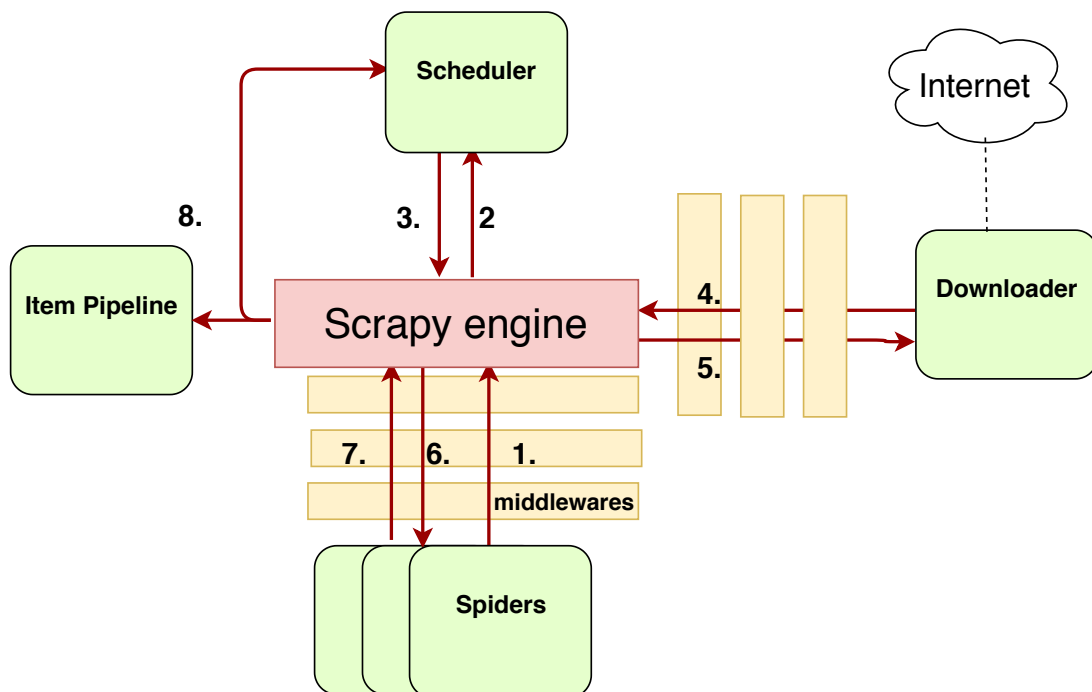 Scheduler
Internet
8.
3.
2
Item Pipeline
Scrapy engine
4.
Downloader
5.
7.
6.
1.
middlewares
Spiders